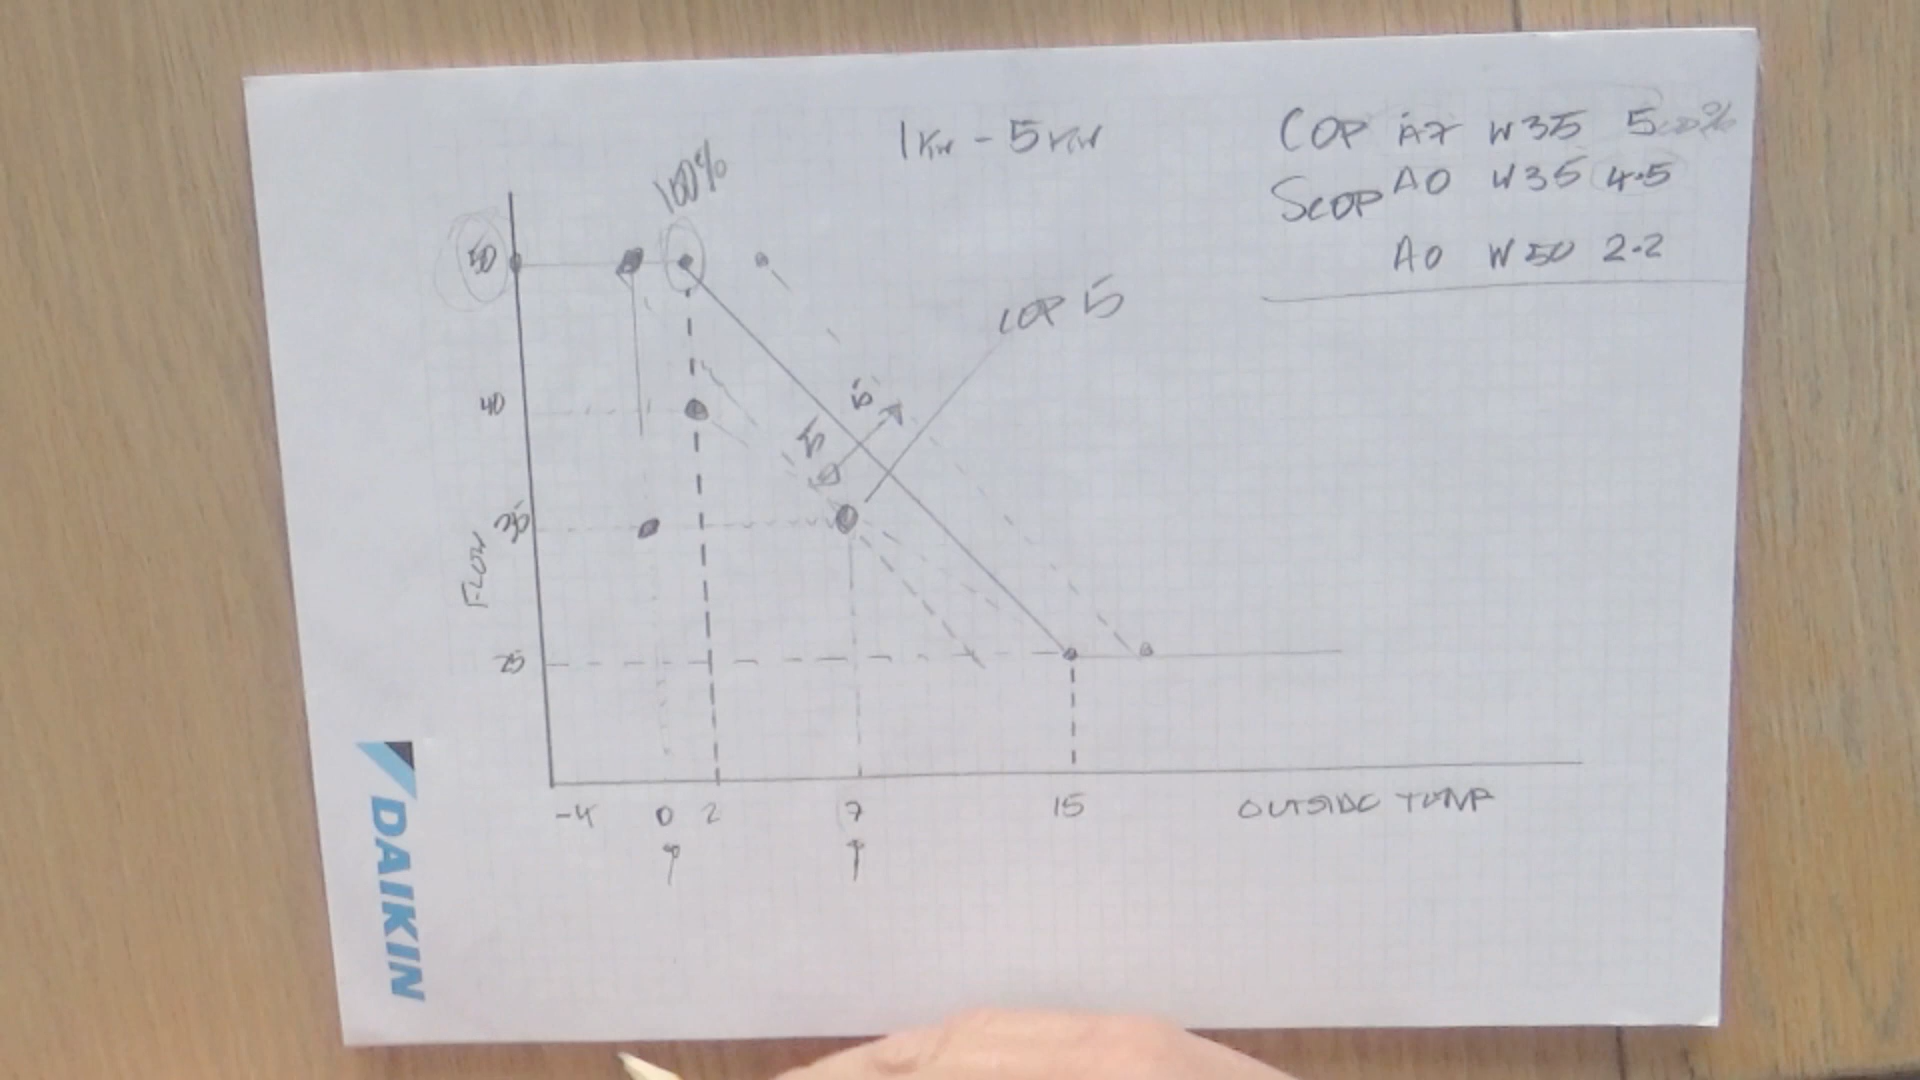 1KW - 5KW
COP A7 W35 500%
A0 W35 4.5
SCOP
A0 W50 2.2
100%
50
COP 5
40
5
35
FLOW
25
-4 0 2 7 15 OUTSIDE TEMP
DAIKIN